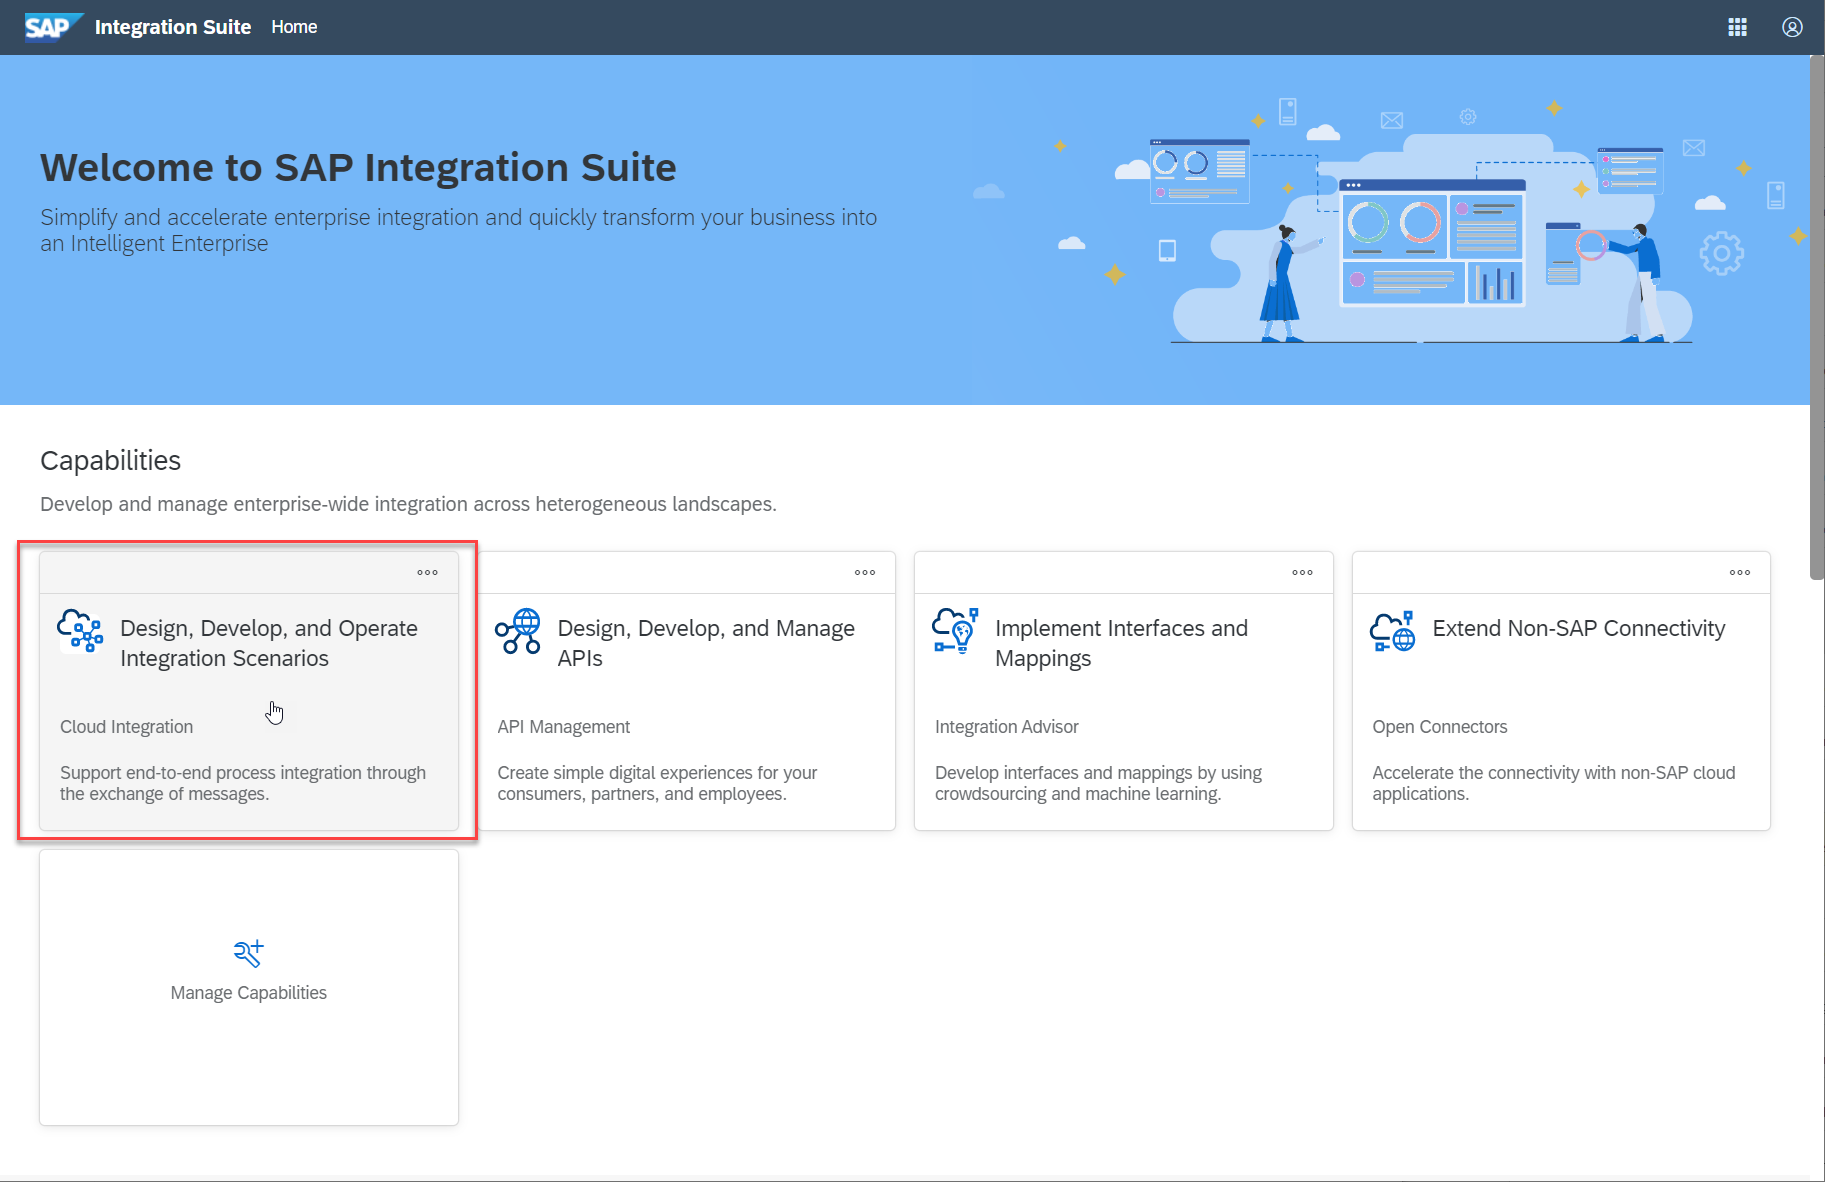 SAP Integration Suite Home
Welcome to SAP Integration Suite
Simplify and accelerate enterprise integration and quickly transform your business into
an Intelligent Enterprise
Capabilities
Develop and manage enterprise-wide integration across heterogeneous landscapes.
Design, Develop, and Operate
Integration Scenarios
Cloud Integration
Support end-to-end process integration through
the exchange of messages.
Design, Develop, and Manage
APIs
API Management
Create simple digital experiences for your
consumers, partners, and employees.
Implement Interfaces and
Mappings
Integration Advisor
Develop interfaces and mappings by using
crowdsourcing and machine learning.
Extend Non-SAP Connectivity
Open Connectors
Accelerate the connectivity with non-SAP cloud
applications.
Manage Capabilities